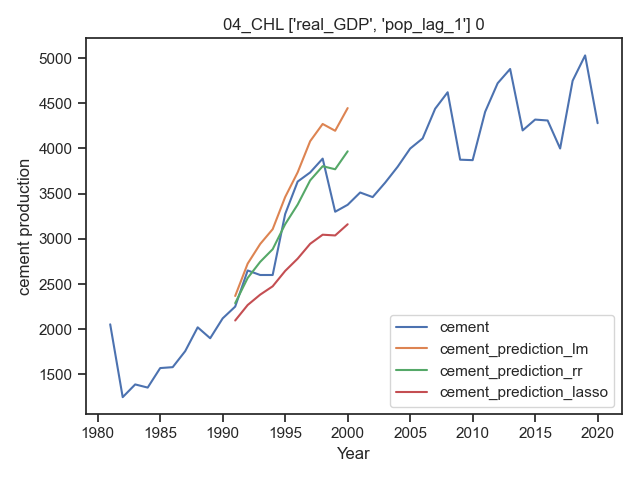 04_CHL ['real_GDP', 'pop_lag_1'] 0
cement production
5000
4500
4000
3500
3000
2500
2000
1500
cement
cement_prediction_lm
cement_prediction_rr
cement_prediction_lasso
1980 1985 1990 1995 2000 2005 2010 2015 2020
Year